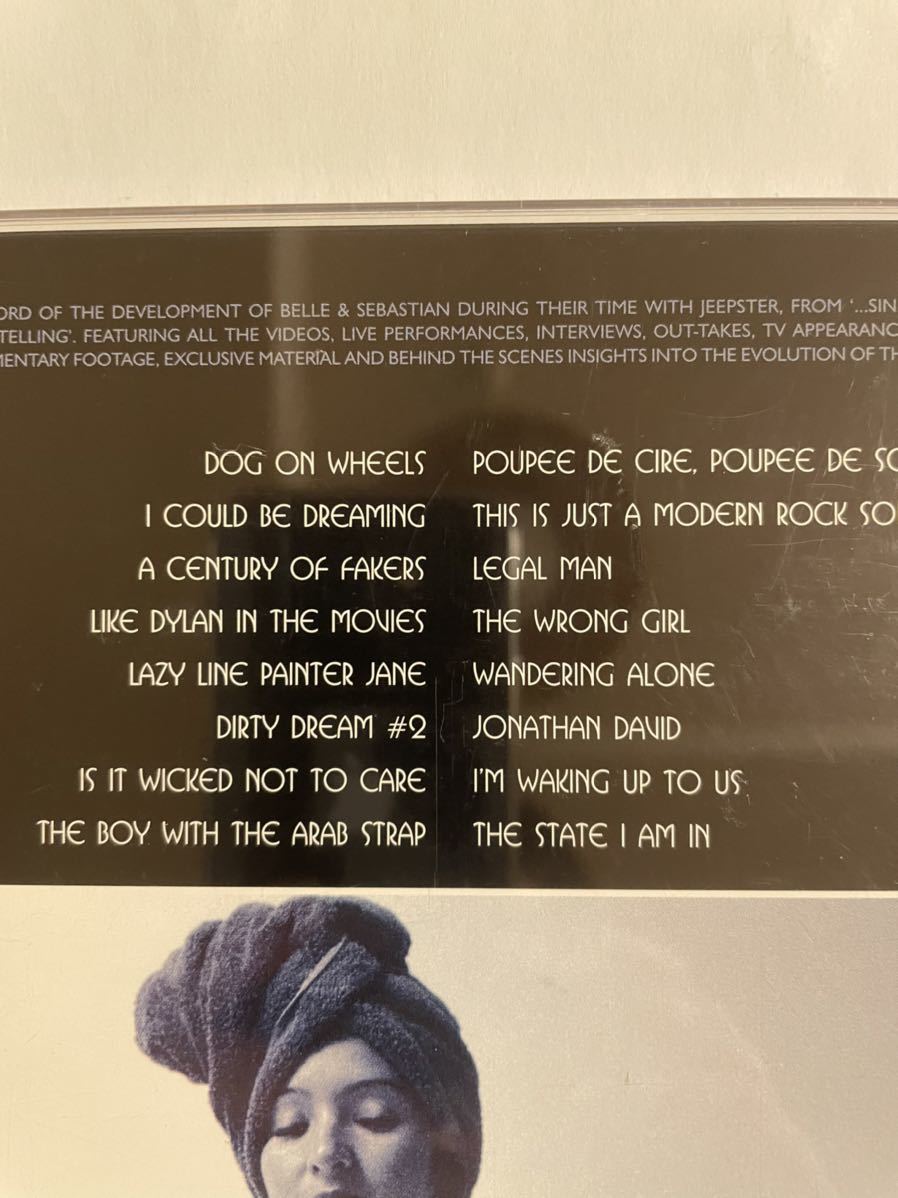 ORD OF THE DEVELOPMENT OF BELLE & SEBASTIAN DURING THEIR TIME WITH JEEPSTER, FROM '...SIN
TELLING'. FEATURING ALL THE VIDEOS, LIVE PERFORMANCES, INTERVIEWS, OUT-TAKES, TV APPEARANC
MENTARY FOOTAGE, EXCLUSIVE MATERIAL AND BEHIND THE SCENES INSIGHTS INTO THE EVOLUTION OF TH
DOG ON WHEELS
I COULD BE DREAMING
A CENTURY OF FAKERS
LIKE DYLAN IN THE MOVIES
LAZY LINE PAINTER JANE
DIRTY DREAM #2
IS IT WICKED NOT TO CARE
THE BOY WITH THE ARAB STRAP
POUPEE DE CIRE, POUPEE DE SO
THIS IS JUST A MODERN ROCK SO
LEGAL MAN
THE WRONG GIRL
WANDERING ALONE
JONATHAN DAVID
I'M WAKING UP TO US
THE STATE I AM IN